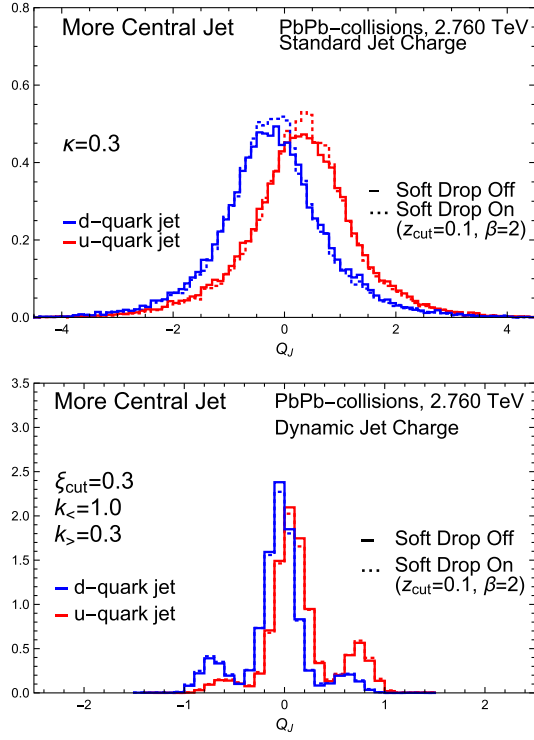 More Central Jet PbPb-collisions, 2.760 TeV
Standard Jet Charge
κ=0.3
Soft Drop Off
Soft Drop On
(z_cut=0.1, β=2)
d-quark jet
u-quark jet
0.8
0.6
0.4
0.2
0.0
-4 -2 0 2 4
Q_J
More Central Jet PbPb-collisions, 2.760 TeV
Dynamic Jet Charge
ξ_cut=0.3
k_<=1.0
k_>=0.3
Soft Drop Off
Soft Drop On
(z_cut=0.1, β=2)
d-quark jet
u-quark jet
3.5
3.0
2.5
2.0
1.5
1.0
0.5
0.0
-2 -1 0 1 2
Q_J